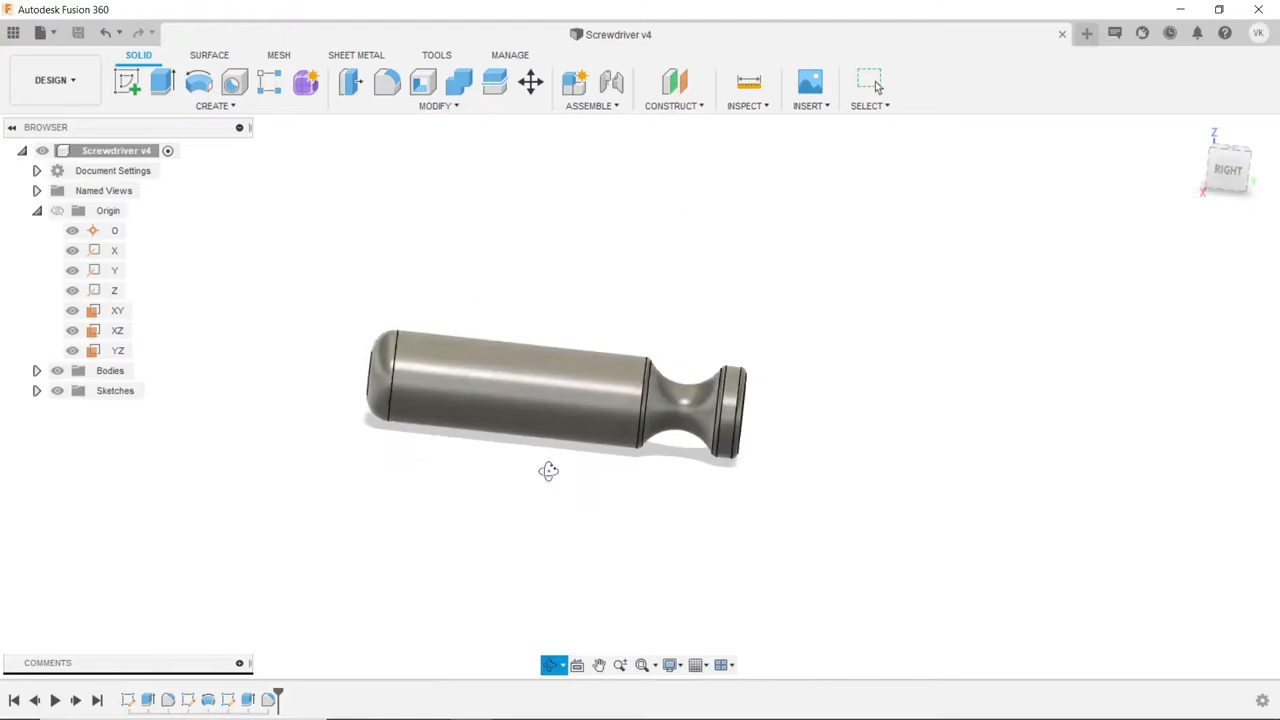 Autodesk Fusion 360
Screwdriver v4
VK
DESIGN
SOLID
SURFACE
MESH
SHEET METAL
TOOLS
MANAGE
CREATE
MODIFY
ASSEMBLE
CONSTRUCT
INSPECT
INSERT
SELECT
BROWSER
Screwdriver v4
Document Settings
Named Views
Origin
O
X
Y
Z
XY
XZ
YZ
Bodies
Sketches
Z
RIGHT
X
Y
COMMENTS